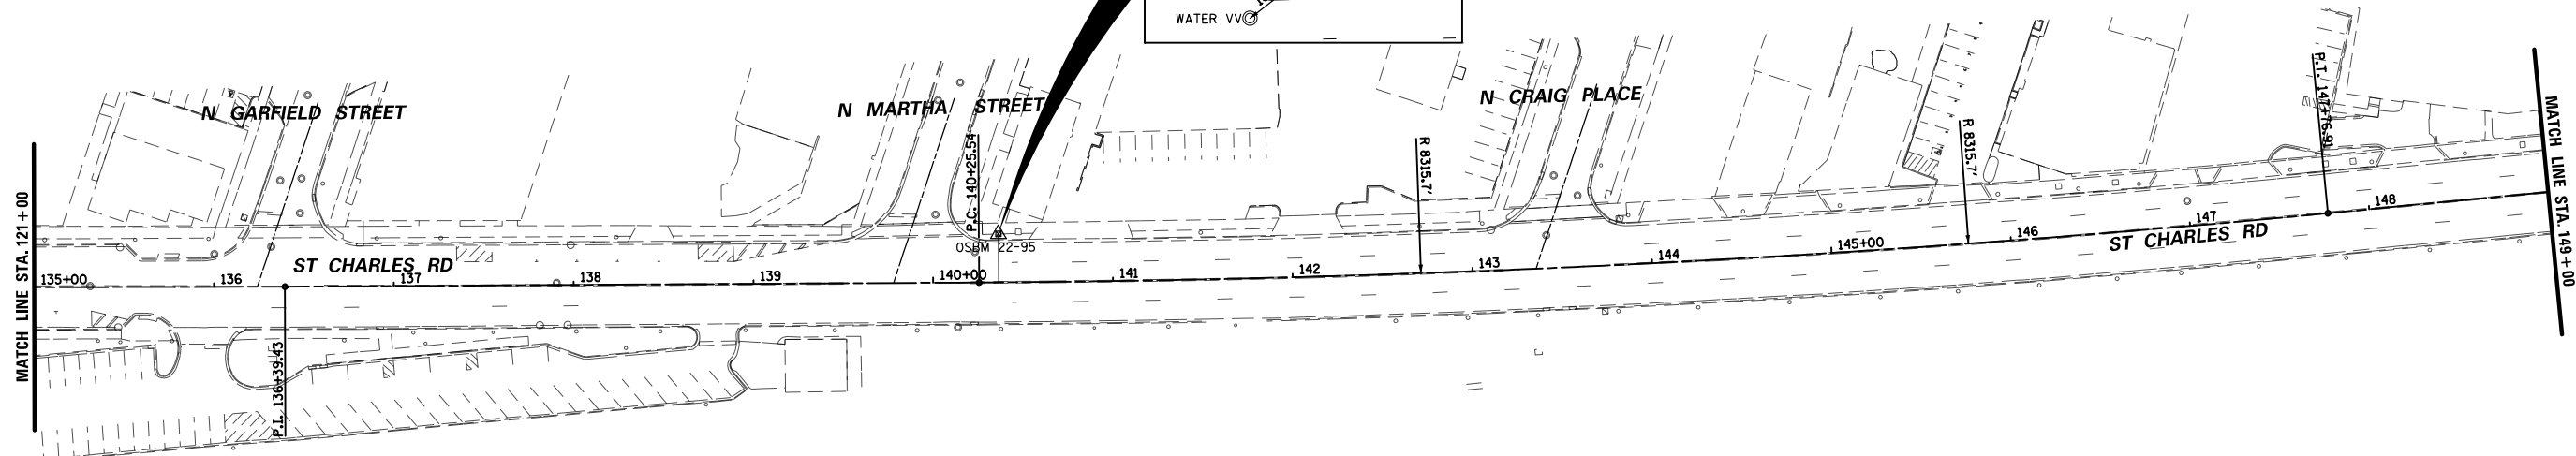 WATER VV
N GARFIELD STREET
N MARTHA STREET
N CRAIG PLACE
P.T. 147+76.91
P.C. 140+25.54
R 8315.7'
R 8315.7'
MATCH LINE STA. 121+00
MATCH LINE STA. 149+00
OSBM 22-95
ST CHARLES RD
ST CHARLES RD
135+00 136 137 138 139 140+00 141 142 143 144 145+00 146 147 148
P.I. 136+39.43